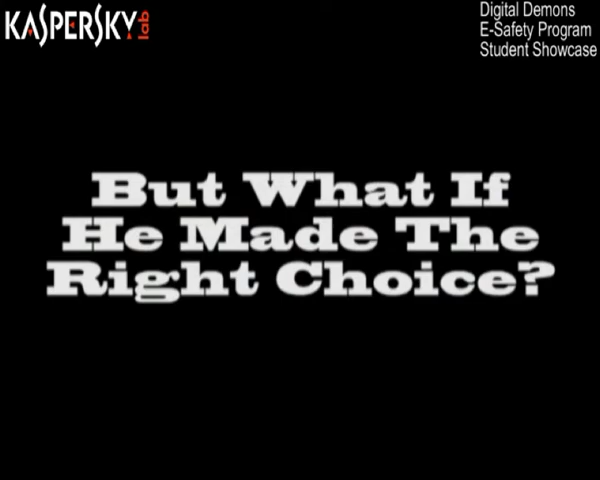 KASPERSKY lab
Digital Demons
E-Safety Program
Student Showcase
But What If
He Made The
Right Choice?